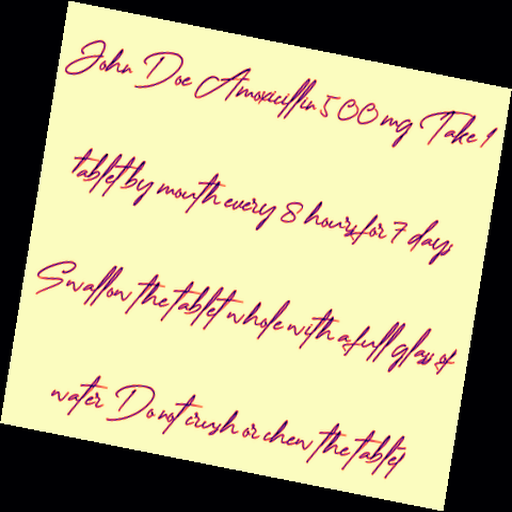 John Doe Amoxicillin 500 mg Take 1
tablet by mouth every 8 hours for 7 days
Swallow the tablet whole with a full glass of
water Do not crush or chew the tablet